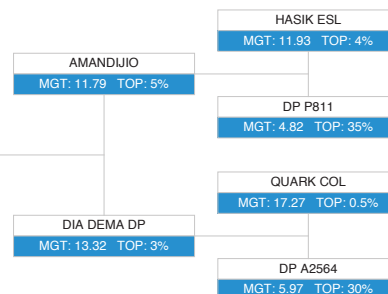 HASIK ESL
MGT: 11.93 TOP: 4%
AMANDIJIO
MGT: 11.79 TOP: 5%
DP P811
MGT: 4.82 TOP: 35%
QUARK COL
MGT: 17.27 TOP: 0.5%
DIA DEMA DP
MGT: 13.32 TOP: 3%
DP A2564
MGT: 5.97 TOP: 30%